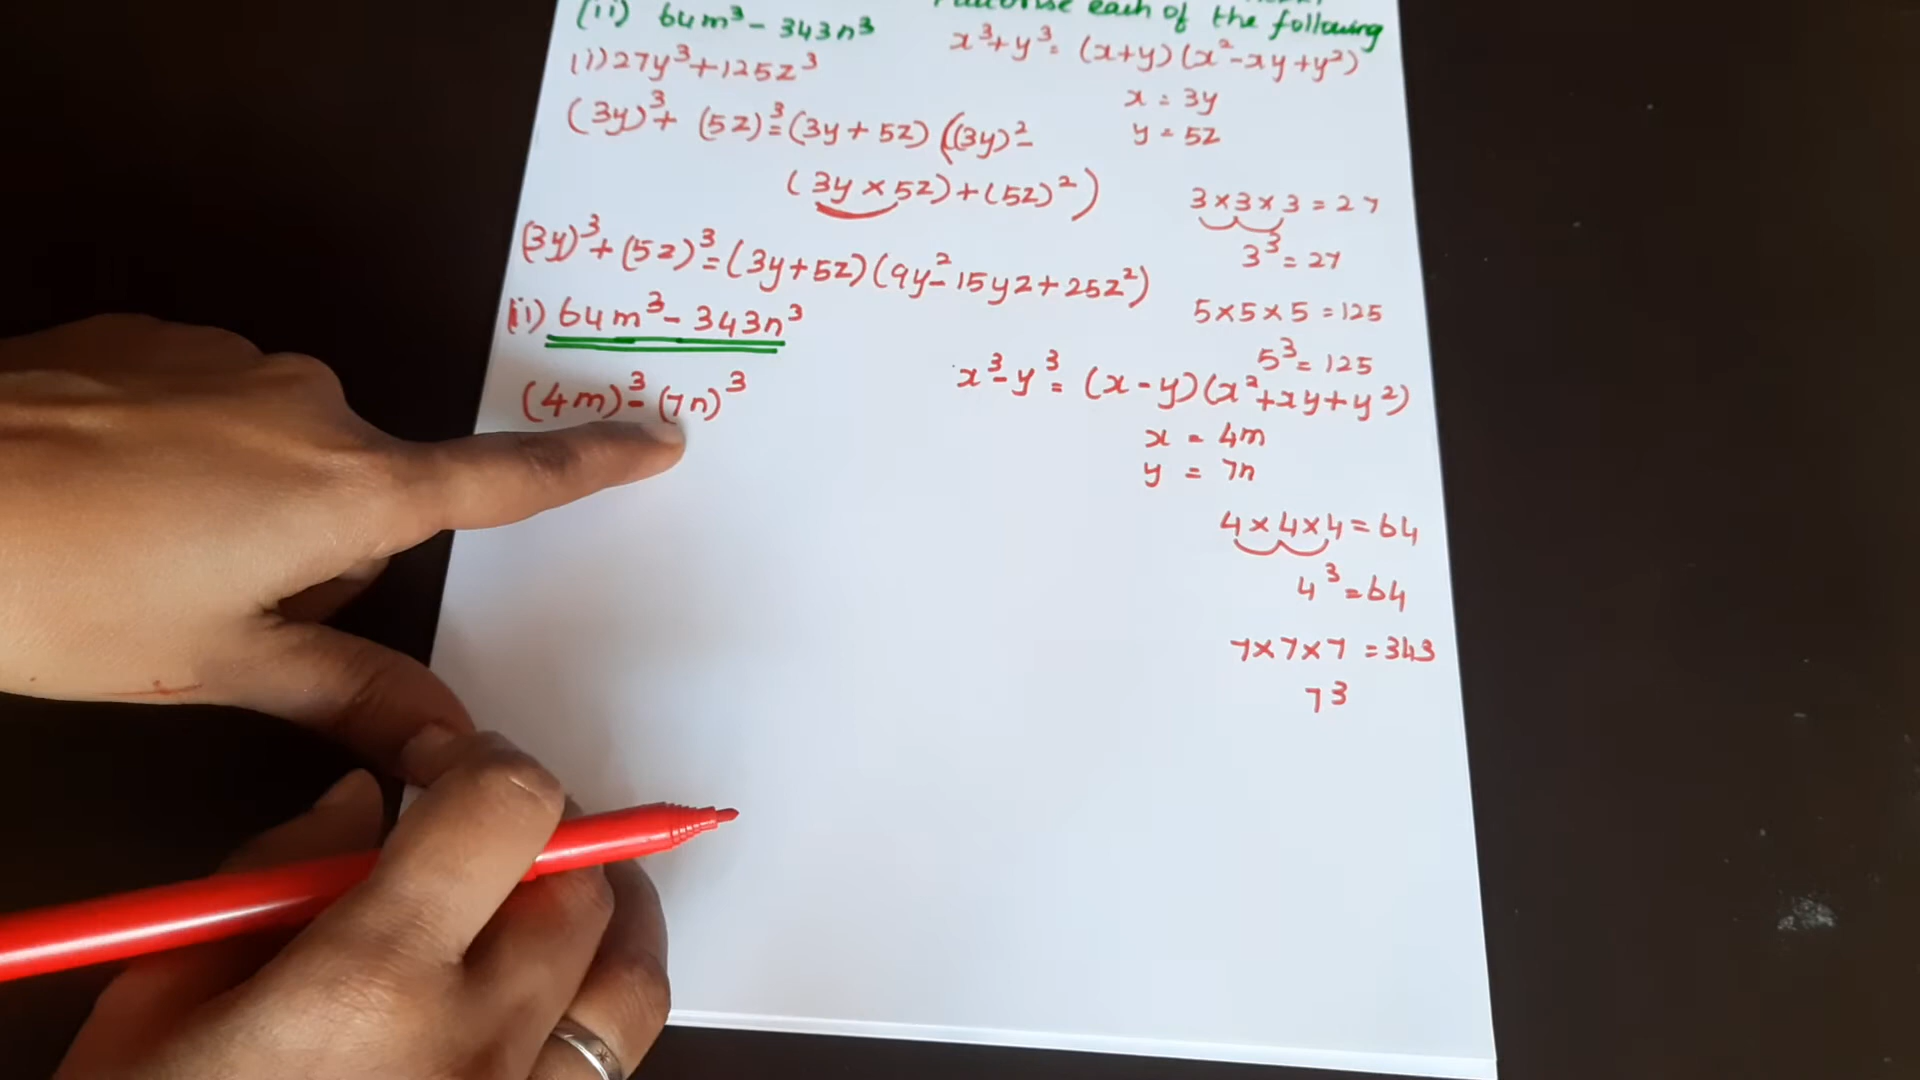 each of the following
(ii) 64m³ - 343n³
x³+y³= (x+y)(x²-xy+y²)
(i) 27y³+125z³
x = 3y
y = 5z
(3y)³+ (5z)³=(3y+5z)((3y)²-
(3y×5z)+(5z)²)
3×3×3=27
3³=27
(3y)³+(5z)³=(3y+5z)(9y²-15yz+25z²)
5×5×5=125
5³=125
(ii) 64m³-343n³
x³-y³= (x-y)(x²+xy+y²)
(4m)³-(7n)³
x = 4m
y = 7n
4×4×4=64
4³=64
7×7×7=343
7³